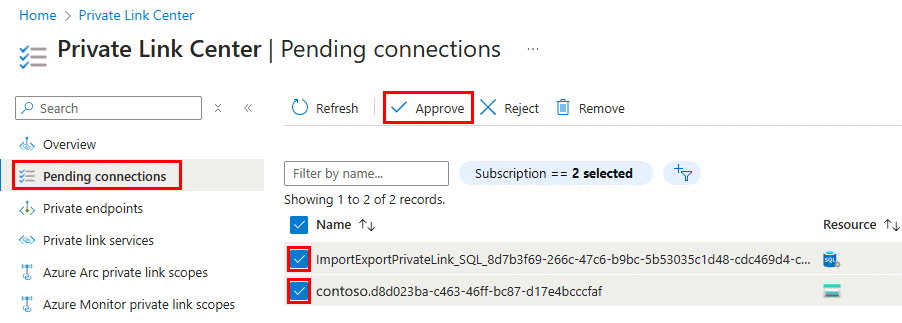 Home > Private Link Center
Private Link Center | Pending connections ...
Search
Refresh Approve Reject Remove
Overview
Pending connections
Filter by name... Subscription == 2 selected
Private endpoints
Showing 1 to 2 of 2 records.
Private link services
Name Resource
Azure Arc private link scopes
ImportExportPrivateLink_SQL_8d7b3f69-266c-47c6-b9bc-5b53035c1d48-cdc469d4-c...
SQL
Azure Monitor private link scopes
contoso.d8d023ba-c463-46ff-bc87-d17e4bcccfaf